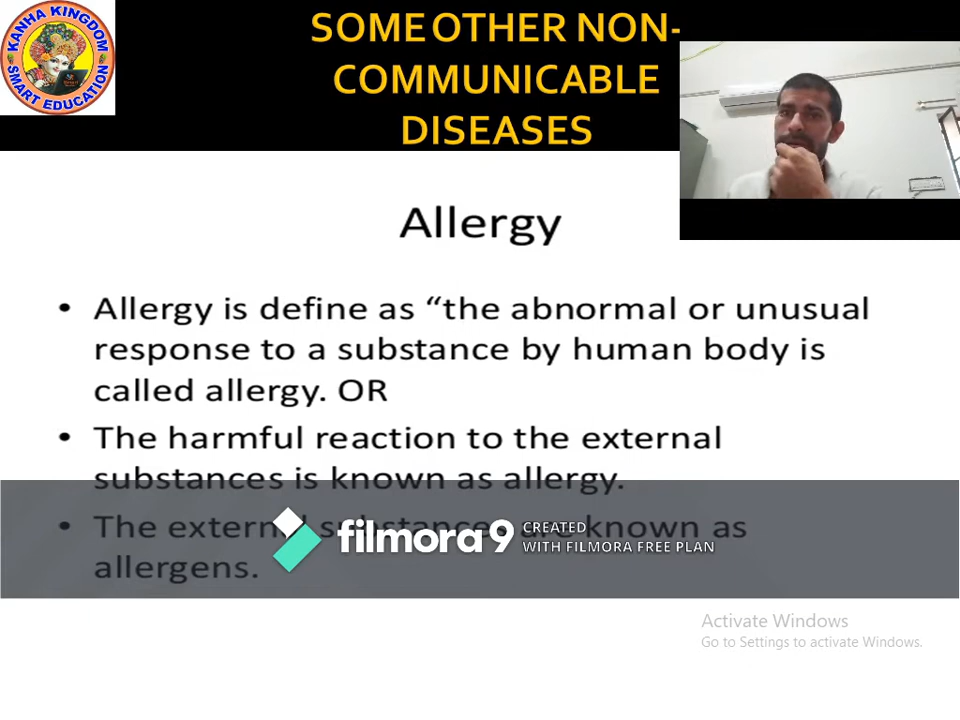 KANHA KINGDOM
SMART EDUCATION
SOME OTHER NON-
COMMUNICABLE
DISEASES
Allergy
• Allergy is define as “the abnormal or unusual
response to a substance by human body is
called allergy. OR
• The harmful reaction to the external
substances is known as allergy.
• The external substances are known as
allergens.
filmora 9 CREATED
WITH FILMORA FREE PLAN
Activate Windows
Go to Settings to activate Windows.